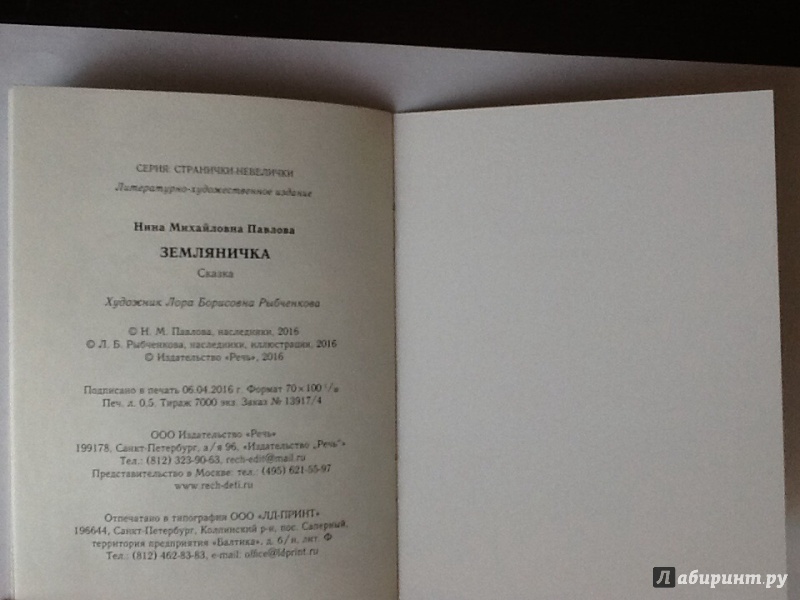 СЕРИЯ: СТРАНИЧКИ-НЕВЕЛИЧКИ
Литературно-художественное издание
Нина Михайловна Павлова
ЗЕМЛЯНИЧКА
Сказка
Художник Лора Борисовна Рыбченкова
© Н. М. Павлова, наследники, 2016
© Л. Б. Рыбченкова, наследники, иллюстрации, 2016
© Издательство «Речь», 2016
Подписано в печать 06.04.2016 г. Формат 70×100
Печ. л. 0,5. Тираж 7000 экз. Заказ № 13917/4
ООО Издательство «Речь»
199178, Санкт-Петербург, а/я 96, «Издательство „Речь“»
Тел.: (812) 323-90-63, rech-edit@mail.ru
Представительство в Москве: тел.: (495) 621-55-97
www.rech-deti.ru
Отпечатано в типографии ООО «ЛД-ПРИНТ»
196644, Санкт-Петербург, Колпинский р-н, пос. Саперный,
территория предприятия «Балтика», д. б/н, лит. Ф
Тел.: (812) 462-83-83, e-mail: office@ldprint.ru
Лабиринт.ру